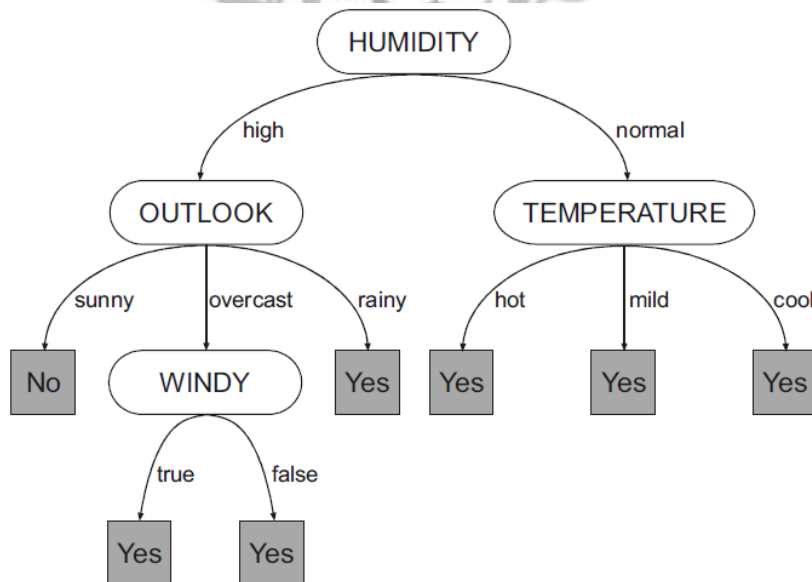 HUMIDITY
high normal
OUTLOOK TEMPERATURE
sunny overcast rainy hot mild cool
No WINDY Yes Yes Yes Yes
true false
Yes Yes